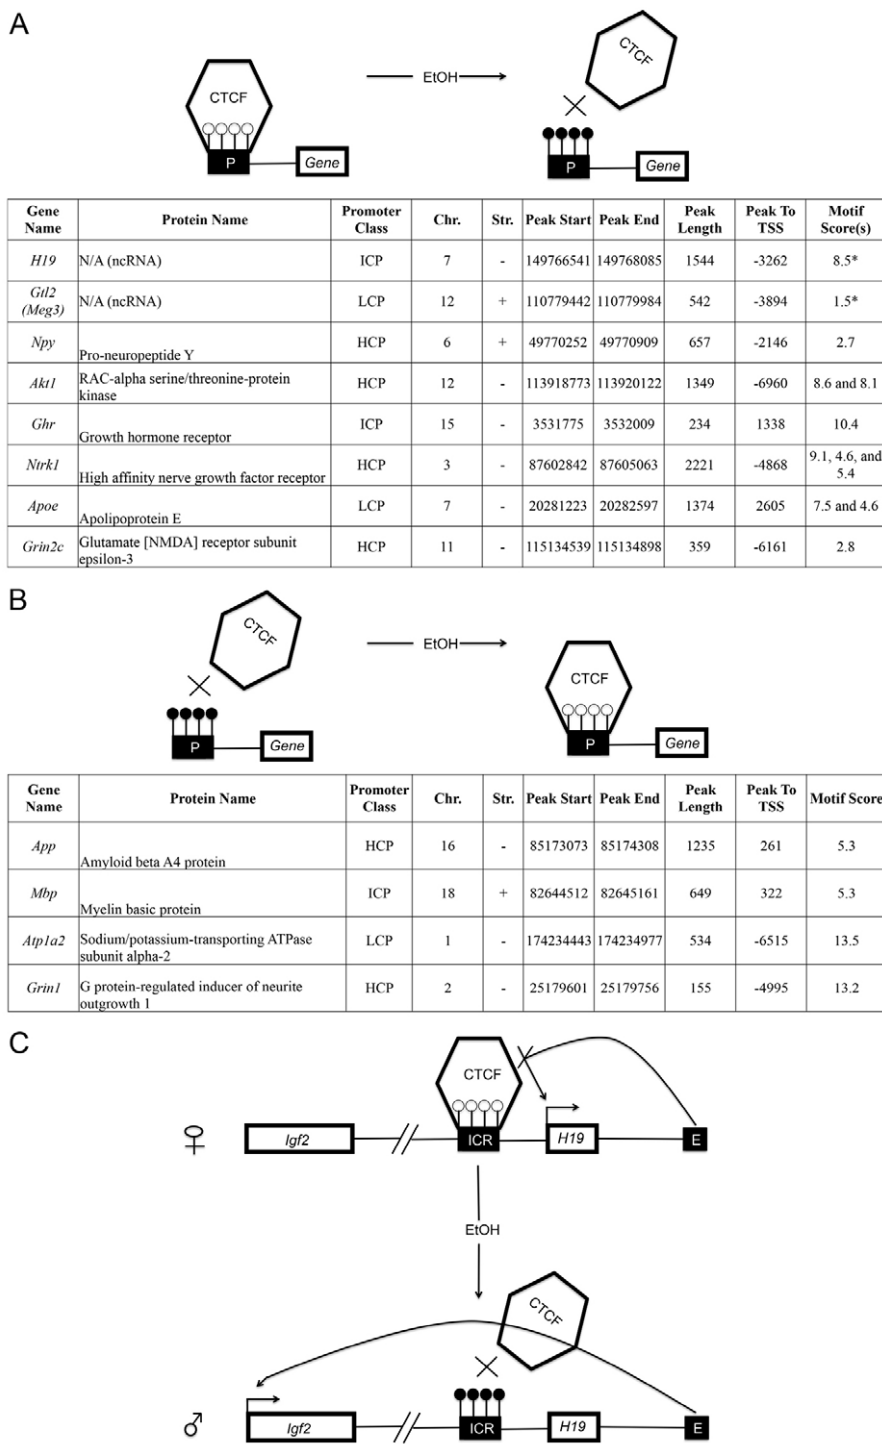 A
CTCF
EtOH
CTCF
P
Gene
P
Gene
Gene Name Protein Name Promoter Class Chr. Str. Peak Start Peak End Peak Length Peak To TSS Motif Score(s)
H19 N/A (ncRNA) ICP 7 - 149766541 149768085 1544 -3262 8.5*
Gtl2 (Meg3) N/A (ncRNA) LCP 12 + 110779442 110779984 542 -3894 1.5*
Npy Pro-neuropeptide Y HCP 6 + 49770252 49770909 657 -2146 2.7
Akt1 RAC-alpha serine/threonine-protein kinase HCP 12 - 113918773 113920122 1349 -6960 8.6 and 8.1
Ghr Growth hormone receptor ICP 15 - 3531775 3532009 234 1338 10.4
Ntrk1 High affinity nerve growth factor receptor HCP 3 - 87602842 87605063 2221 -4868 9.1, 4.6, and 5.4
Apoe Apolipoprotein E LCP 7 - 20281223 20282597 1374 2605 7.5 and 4.6
Grin2c Glutamate [NMDA] receptor subunit epsilon-3 HCP 11 - 115134539 115134898 359 -6161 2.8
B
CTCF
EtOH
CTCF
P
Gene
P
Gene
Gene Name Protein Name Promoter Class Chr. Str. Peak Start Peak End Peak Length Peak To TSS Motif Score
App Amyloid beta A4 protein HCP 16 - 85173073 85174308 1235 261 5.3
Mbp Myelin basic protein ICP 18 + 82644512 82645161 649 322 5.3
Atp1a2 Sodium/potassium-transporting ATPase subunit alpha-2 LCP 1 - 174234443 174234977 534 -6515 13.5
Grin1 G protein-regulated inducer of neurite outgrowth 1 HCP 2 - 25179601 25179756 155 -4995 13.2
C
CTCF
♀ Igf2 ICR H19 E
EtOH
CTCF
♂ Igf2 ICR H19 E